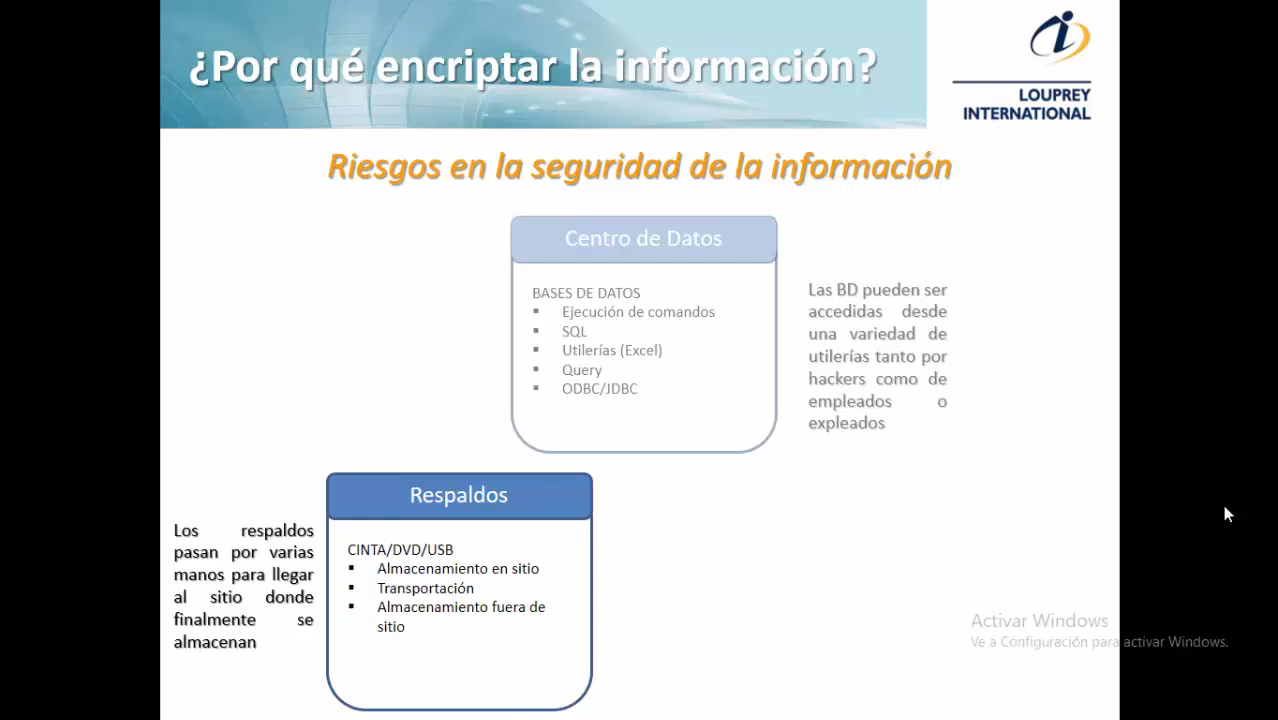 ¿Por qué encriptar la información?
LOUPREY
INTERNATIONAL
Riesgos en la seguridad de la información
Centro de Datos
BASES DE DATOS
▪ Ejecución de comandos
▪ SQL
▪ Utilerías (Excel)
▪ Query
▪ ODBC/JDBC
Las BD pueden ser
accedidas desde
una variedad de
utilerías tanto por
hackers como de
empleados o
expleados
Respaldos
Los respaldos
pasan por varias
manos para llegar
al sitio donde
finalmente se
almacenan
CINTA/DVD/USB
▪ Almacenamiento en sitio
▪ Transportación
▪ Almacenamiento fuera de
sitio
Activar Windows
Ve a Configuración para activar Windows.